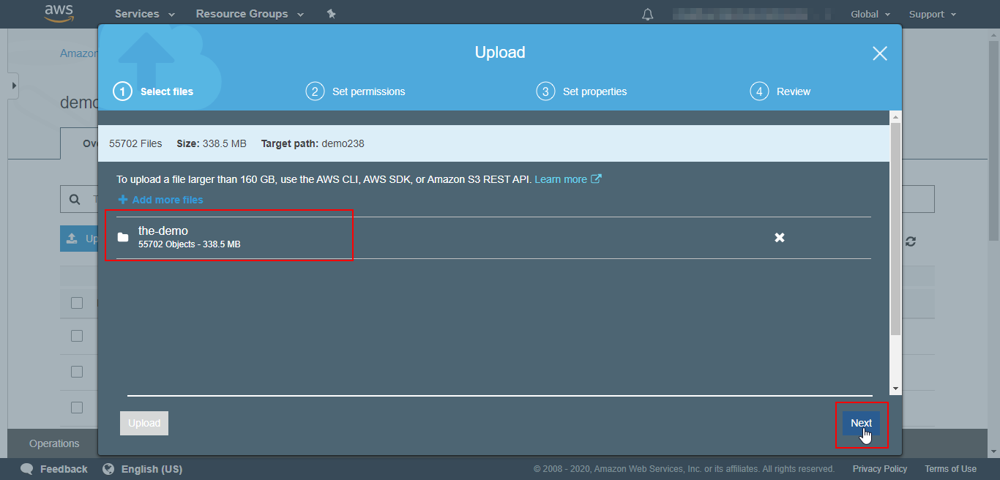 aws Services Resource Groups Global Support
Amazon
Upload
1 Select files 2 Set permissions 3 Set properties 4 Review
demo
55702 Files Size: 338.5 MB Target path: demo238
To upload a file larger than 160 GB, use the AWS CLI, AWS SDK, or Amazon S3 REST API. Learn more
Add more files
the-demo
55702 Objects - 338.5 MB
Up
Upload Next
Operations
Feedback English (US) © 2008 - 2020, Amazon Web Services, Inc. or its affiliates. All rights reserved. Privacy Policy Terms of Use